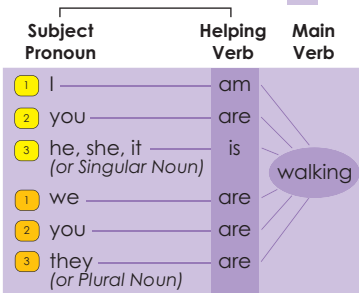 Subject Pronoun Helping Verb Main Verb
1 I am
2 you are
3 he, she, it is
(or Singular Noun)
walking
1 we are
2 you are
3 they are
(or Plural Noun)